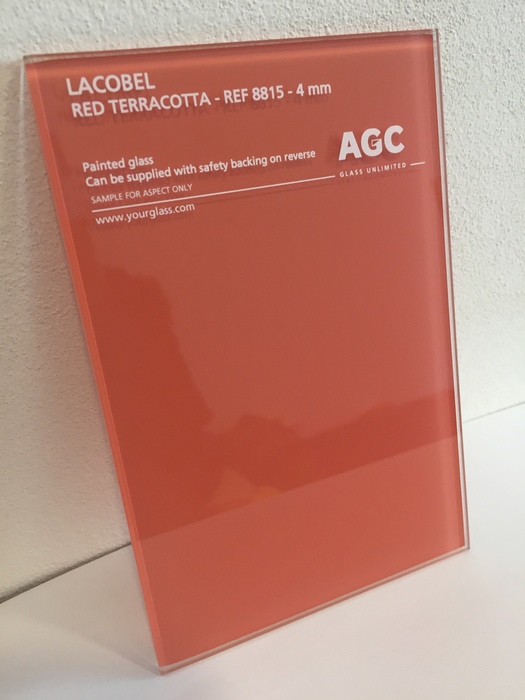 LACOBEL
RED TERRACOTTA - REF 8815 - 4 mm
AGC
GLASS UNLIMITED
Painted glass
Can be supplied with safety backing on reverse
SAMPLE FOR ASPECT ONLY
www.yourglass.com